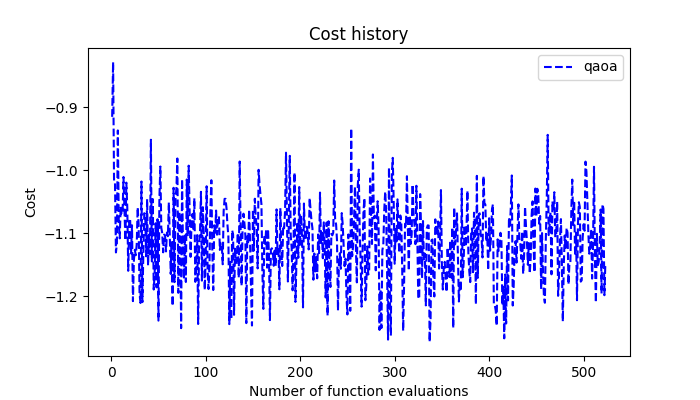 Cost history
qaoa
Cost
−0.9
−1.0
−1.1
−1.2
0 100 200 300 400 500
Number of function evaluations